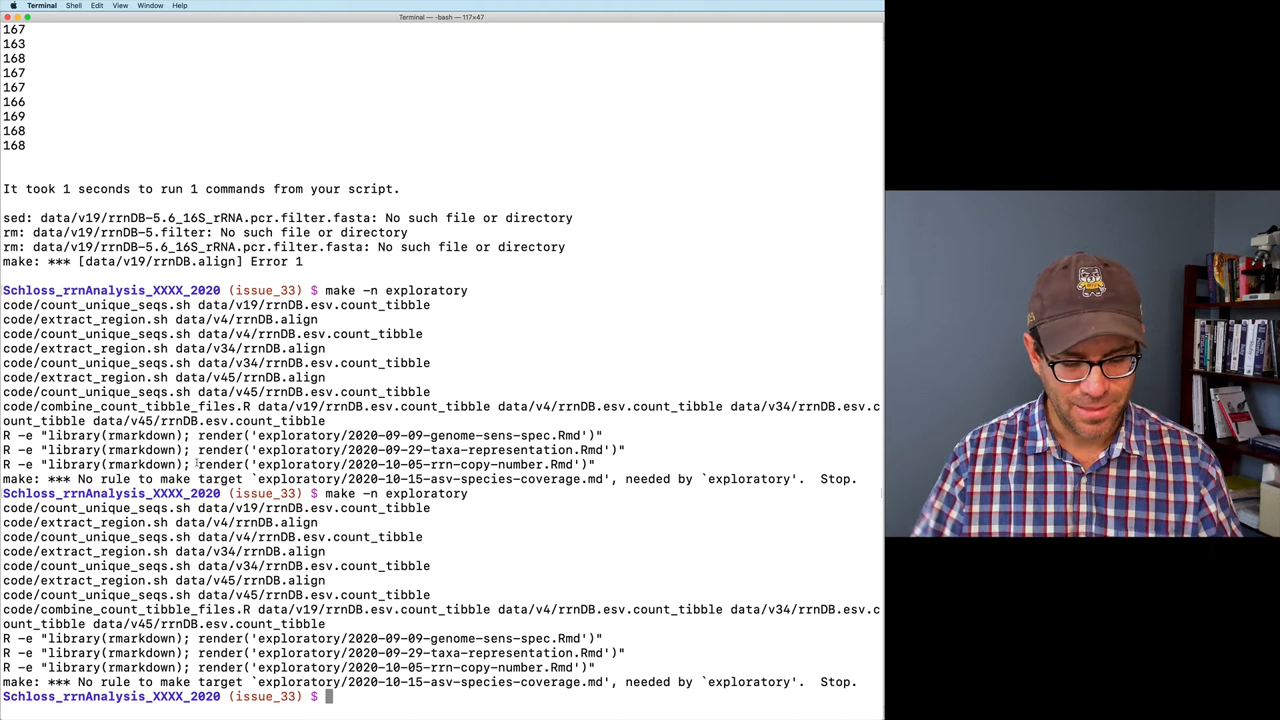 Terminal Shell Edit View Window Help
Terminal — -bash — 117×47
167
163
168
167
167
166
169
168
168
It took 1 seconds to run 1 commands from your script.
sed: data/v19/rrnDB-5.6_16S_rRNA.pcr.filter.fasta: No such file or directory
rm: data/v19/rrnDB-5.filter: No such file or directory
rm: data/v19/rrnDB-5.6_16S_rRNA.pcr.filter.fasta: No such file or directory
make: *** [data/v19/rrnDB.align] Error 1
Schloss_rrnAnalysis_XXXX_2020 (issue_33) $ make -n exploratory
code/count_unique_seqs.sh data/v19/rrnDB.esv.count_tibble
code/extract_region.sh data/v4/rrnDB.align
code/count_unique_seqs.sh data/v4/rrnDB.esv.count_tibble
code/extract_region.sh data/v34/rrnDB.align
code/count_unique_seqs.sh data/v34/rrnDB.esv.count_tibble
code/extract_region.sh data/v45/rrnDB.align
code/count_unique_seqs.sh data/v45/rrnDB.esv.count_tibble
code/combine_count_tibble_files.R data/v19/rrnDB.esv.count_tibble data/v4/rrnDB.esv.count_tibble data/v34/rrnDB.esv.c
ount_tibble data/v45/rrnDB.esv.count_tibble
R -e "library(rmarkdown); render('exploratory/2020-09-09-genome-sens-spec.Rmd')"
R -e "library(rmarkdown); render('exploratory/2020-09-29-taxa-representation.Rmd')"
R -e "library(rmarkdown); render('exploratory/2020-10-05-rrn-copy-number.Rmd')"
make: *** No rule to make target `exploratory/2020-10-15-asv-species-coverage.md', needed by `exploratory'.  Stop.
Schloss_rrnAnalysis_XXXX_2020 (issue_33) $ make -n exploratory
code/count_unique_seqs.sh data/v19/rrnDB.esv.count_tibble
code/extract_region.sh data/v4/rrnDB.align
code/count_unique_seqs.sh data/v4/rrnDB.esv.count_tibble
code/extract_region.sh data/v34/rrnDB.align
code/count_unique_seqs.sh data/v34/rrnDB.esv.count_tibble
code/extract_region.sh data/v45/rrnDB.align
code/count_unique_seqs.sh data/v45/rrnDB.esv.count_tibble
code/combine_count_tibble_files.R data/v19/rrnDB.esv.count_tibble data/v4/rrnDB.esv.count_tibble data/v34/rrnDB.esv.c
ount_tibble data/v45/rrnDB.esv.count_tibble
R -e "library(rmarkdown); render('exploratory/2020-09-09-genome-sens-spec.Rmd')"
R -e "library(rmarkdown); render('exploratory/2020-09-29-taxa-representation.Rmd')"
R -e "library(rmarkdown); render('exploratory/2020-10-05-rrn-copy-number.Rmd')"
make: *** No rule to make target `exploratory/2020-10-15-asv-species-coverage.md', needed by `exploratory'.  Stop.
Schloss_rrnAnalysis_XXXX_2020 (issue_33) $